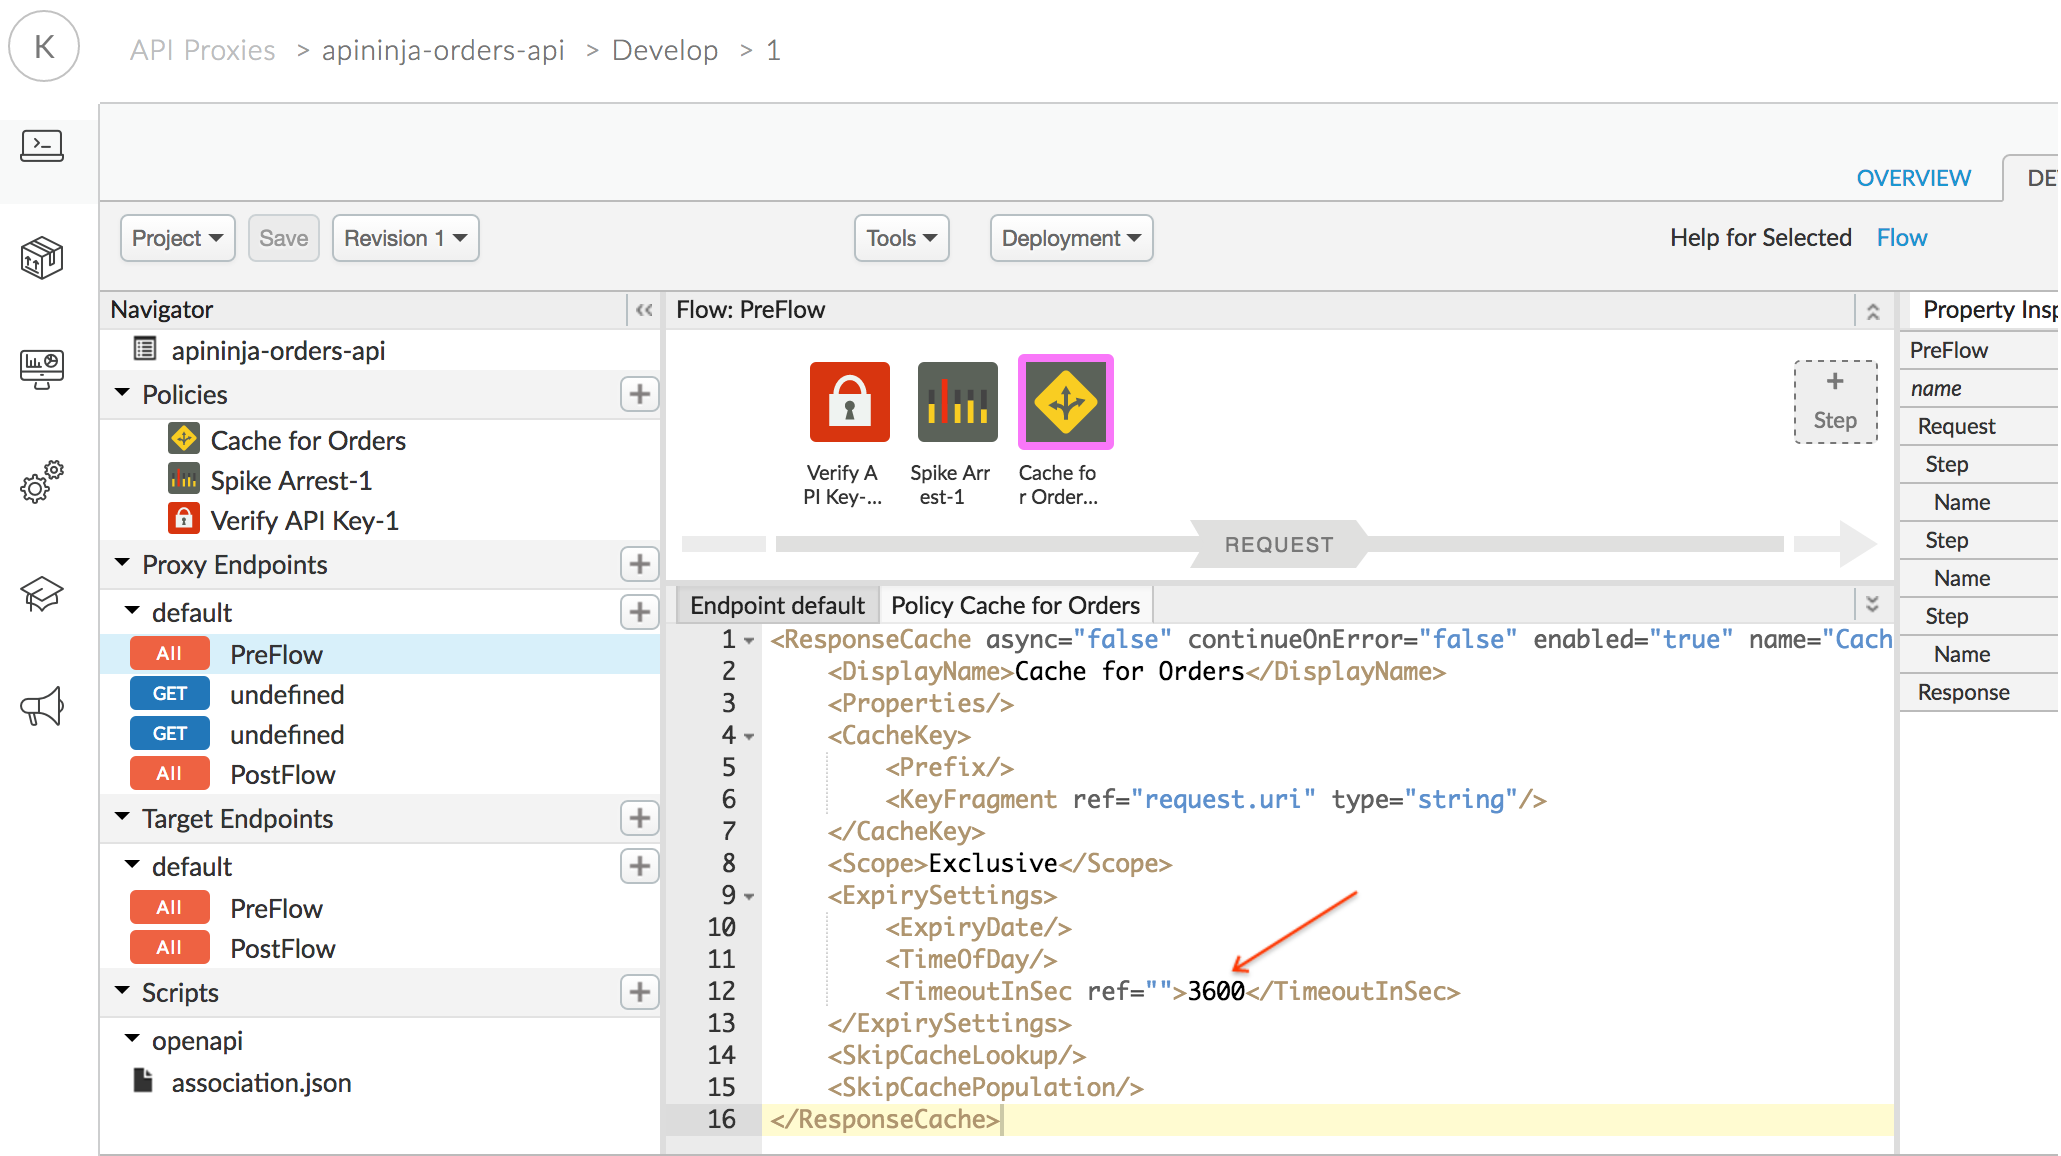 K
API Proxies > apininja-orders-api > Develop > 1
OVERVIEW
DE
Project
Save
Revision 1
Tools
Deployment
Help for Selected Flow
Navigator
«
apininja-orders-api
Policies
+
Cache for Orders
Spike Arrest-1
Verify API Key-1
Proxy Endpoints
+
default
+
All PreFlow
GET undefined
GET undefined
All PostFlow
Target Endpoints
+
default
+
All PreFlow
All PostFlow
Scripts
+
openapi
association.json
Flow: PreFlow
Verify A
PI Key-...
Spike Arr
est-1
Cache fo
r Order...
+
Step
REQUEST
Endpoint default
Policy Cache for Orders
1 <ResponseCache async="false" continueOnError="false" enabled="true" name="Cach
2 <DisplayName>Cache for Orders</DisplayName>
3 <Properties/>
4 <CacheKey>
5 <Prefix/>
6 <KeyFragment ref="request.uri" type="string"/>
7 </CacheKey>
8 <Scope>Exclusive</Scope>
9 <ExpirySettings>
10 <ExpiryDate/>
11 <TimeOfDay/>
12 <TimeoutInSec ref="">3600</TimeoutInSec>
13 </ExpirySettings>
14 <SkipCacheLookup/>
15 <SkipCachePopulation/>
16 </ResponseCache>
Property Insp
PreFlow
name
Request
Step
Name
Step
Name
Step
Name
Response